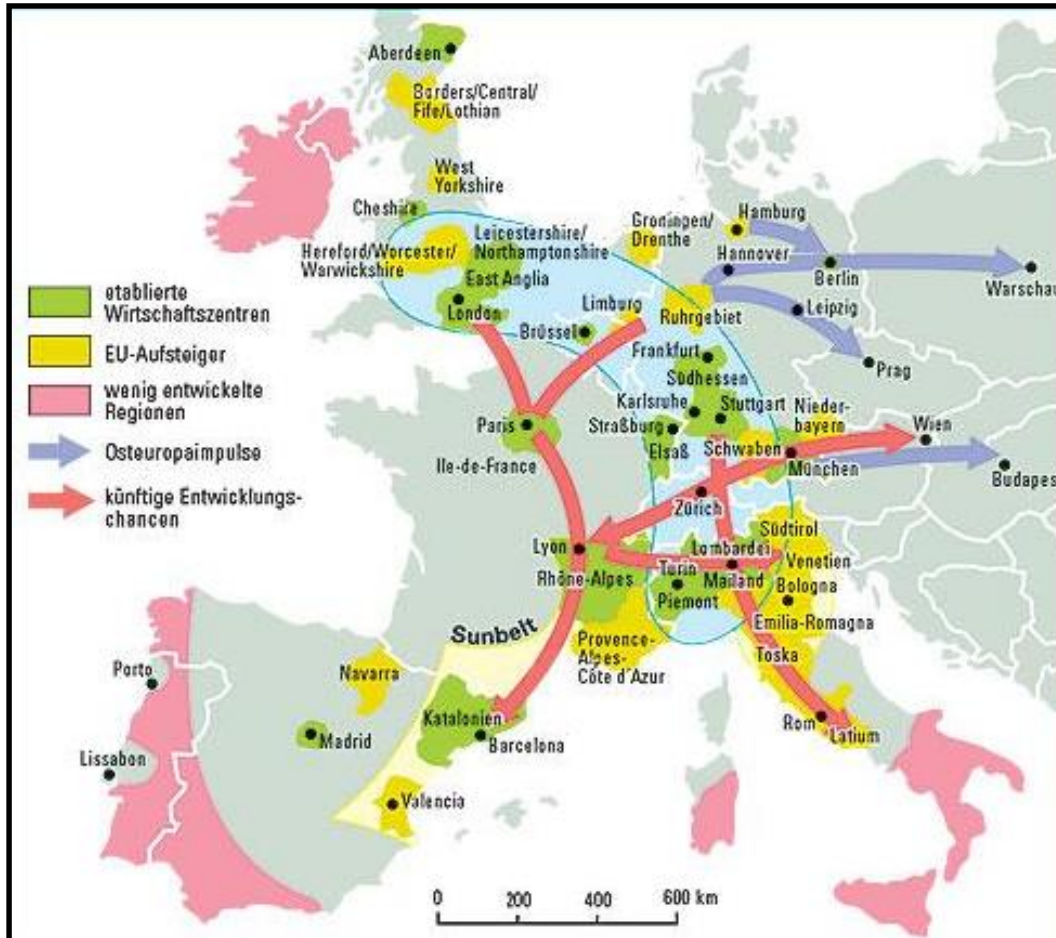 Aberdeen
Borders/Central/
Fife/Lothian
West
Yorkshire
Cheshire
Hereford/Worcester/
Warwickshire
Leicestershire/
Northamptonshire
East Anglia
London
Groningen/
Drenthe
Hamburg
Hannover
Berlin
Warschau
Leipzig
Limburg
Ruhrgebiet
Brüssel
Prag
etablierte
Wirtschaftszentren
EU-Aufsteiger
wenig entwickelte
Regionen
Osteuropaimpulse
künftige Entwicklungs-
chancen
Frankfurt
Südhessen
Karlsruhe
Stuttgart
Straßburg
Elsaß
Schwaben
Nieder-
bayern
München
Wien
Budapest
Paris
Ile-de-France
Zürich
Südtirol
Lyon
Rhône-Alpes
Turin
Piemont
Lombardei
Mailand
Venetien
Bologna
Emilia-Romagna
Sunbelt
Provence-
Alpes-
Côte d'Azur
Toska
Rom
Latium
Porto
Navarra
Katalonien
Barcelona
Madrid
Lissabon
Valencia
0 200 400 600 km